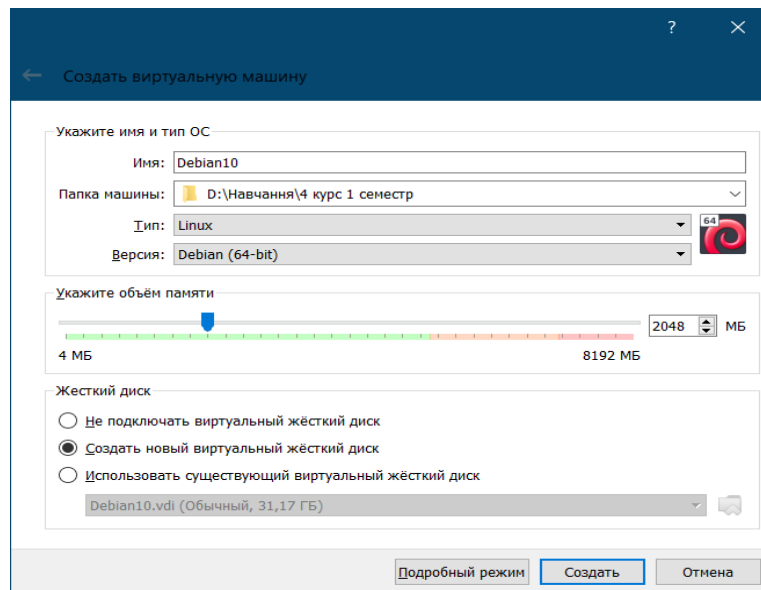 ?
Создать виртуальную машину
Укажите имя и тип ОС
Имя: Debian10
Папка машины: D:\Навчання\4 курс 1 семестр
Тип: Linux
64
Версия: Debian (64-bit)
Укажите объём памяти
2048 МБ
4 МБ 8192 МБ
Жесткий диск
Не подключать виртуальный жёсткий диск
Создать новый виртуальный жёсткий диск
Использовать существующий виртуальный жёсткий диск
Debian10.vdi (Обычный, 31,17 ГБ)
Подробный режим Создать Отмена